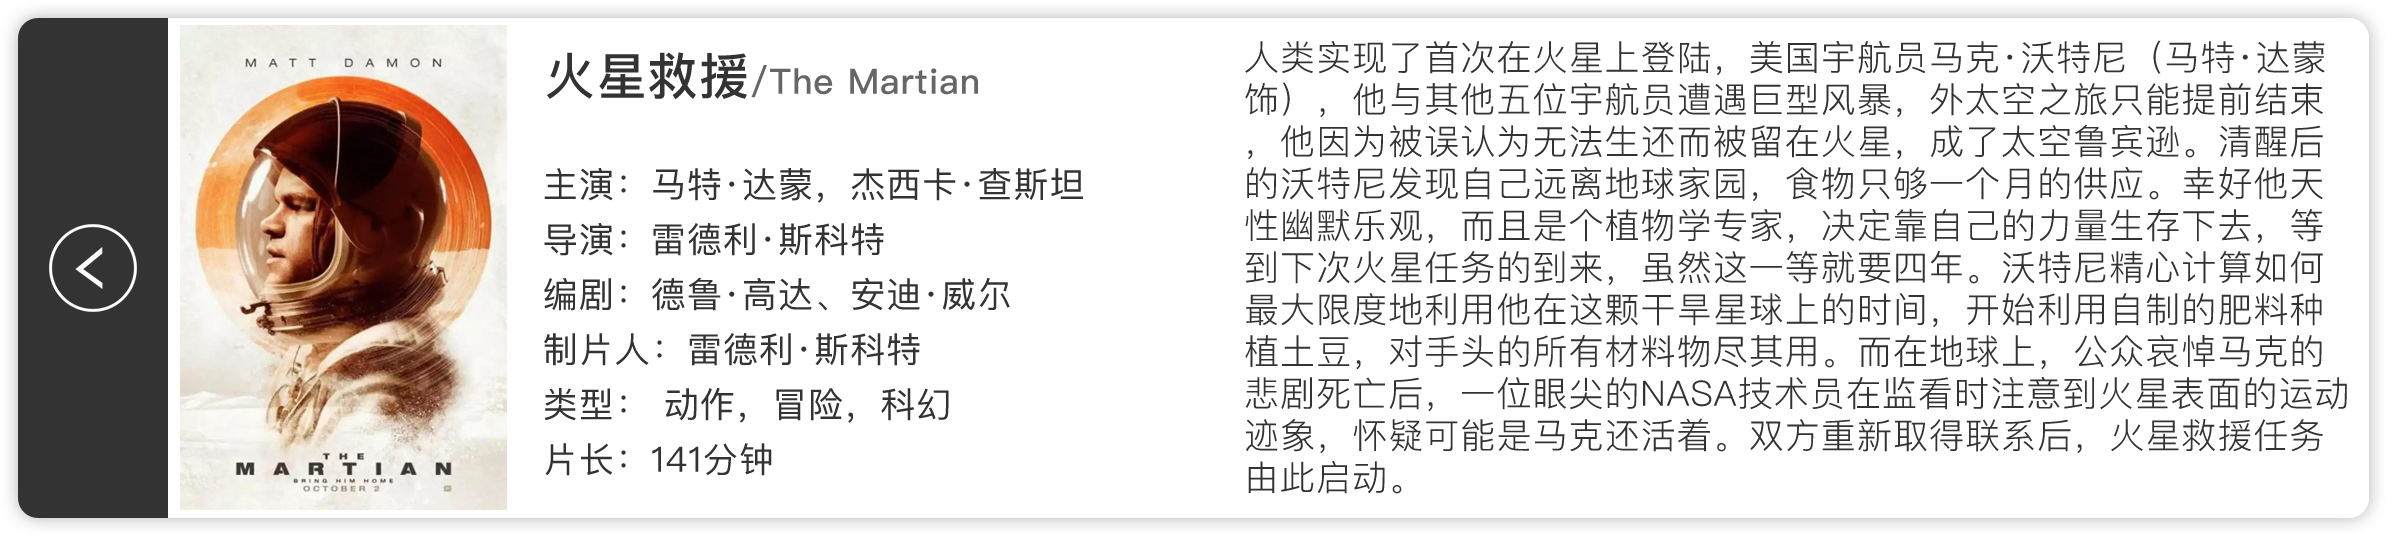 MATT DAMON
THE
MARTIAN
BRING HIM HOME
OCTOBER 2
火星救援/The Martian
主演：马特·达蒙，杰西卡·查斯坦
导演：雷德利·斯科特
编剧：德鲁·高达、安迪·威尔
制片人：雷德利·斯科特
类型： 动作，冒险，科幻
片长：141分钟
人类实现了首次在火星上登陆，美国宇航员马克·沃特尼（马特·达蒙
饰），他与其他五位宇航员遭遇巨型风暴，外太空之旅只能提前结束
，他因为被误认为无法生还而被留在火星，成了太空鲁宾逊。清醒后
的沃特尼发现自己远离地球家园，食物只够一个月的供应。幸好他天
性幽默乐观，而且是个植物学专家，决定靠自己的力量生存下去，等
到下次火星任务的到来，虽然这一等就要四年。沃特尼精心计算如何
最大限度地利用他在这颗干旱星球上的时间，开始利用自制的肥料种
植土豆，对手头的所有材料物尽其用。而在地球上，公众哀悼马克的
悲剧死亡后，一位眼尖的NASA技术员在监看时注意到火星表面的运动
迹象，怀疑可能是马克还活着。双方重新取得联系后，火星救援任务
由此启动。